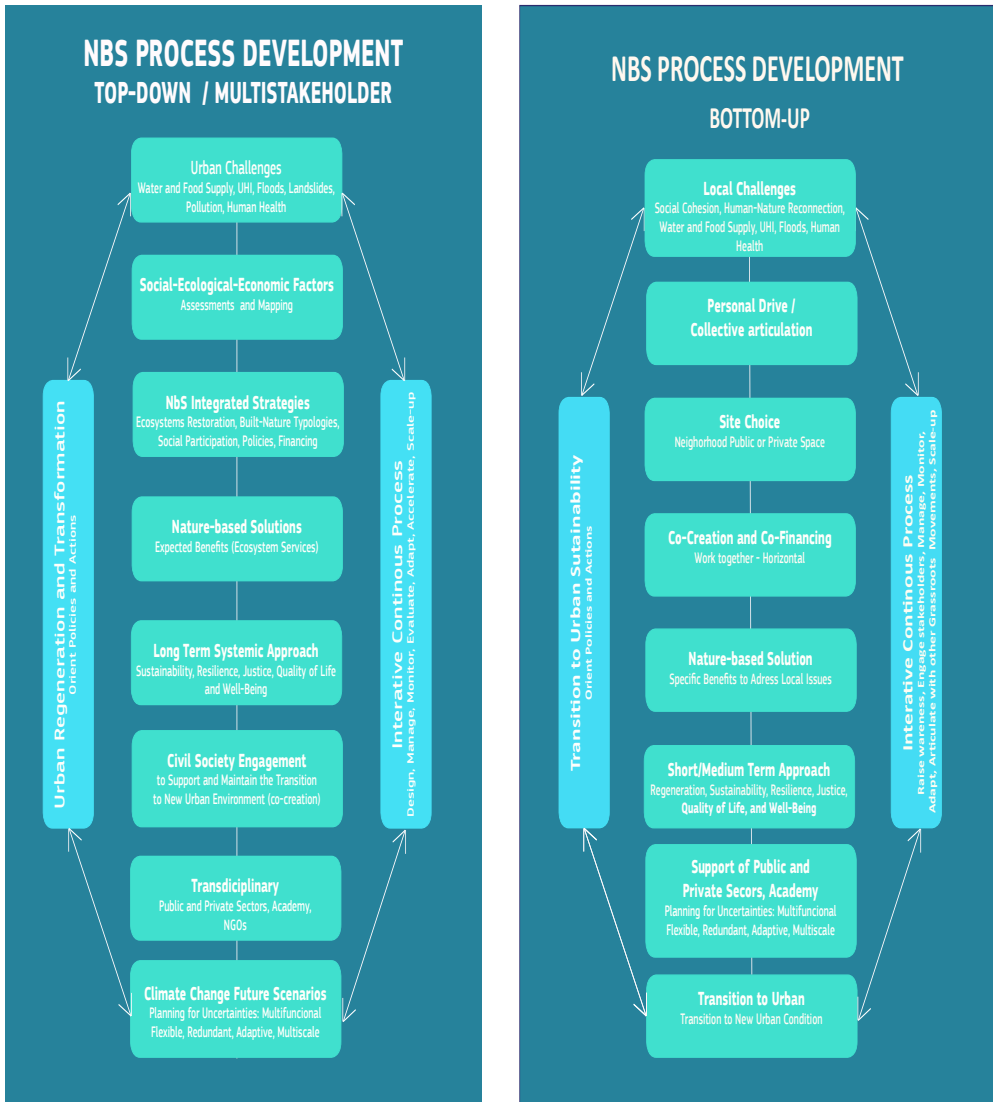 NBS PROCESS DEVELOPMENT
TOP-DOWN / MULTISTAKEHOLDER
Urban Challenges
Water and Food Supply, UHI, Floods, Landslides,
Pollution, Human Health
Social-Ecological-Economic Factors
Assessments and Mapping
NbS Integrated Strategies
Ecosystems Restoration, Built-Nature Typologies,
Social Participation, Policies, Financing
Nature-based Solutions
Expected Benefits (Ecosystem Services)
Long Term Systemic Approach
Sustainability, Resilience, Justice, Quality of Life
and Well-Being
Civil Society Engagement
to Support and Maintain the Transition
to New Urban Environment (co-creation)
Transdiciplinary
Public and Private Sectors, Academy,
NGOs
Climate Change Future Scenarios
Planning for Uncertainties: Multifuncional
Flexible, Redundant, Adaptive, Multiscale
Urban Regeneration and Transformation
Orient Policies and Actions
Interative Continous Process
Design, Manage, Monitor, Evaluate, Adapt, Accelerate, Scale-up
NBS PROCESS DEVELOPMENT
BOTTOM-UP
Local Challenges
Social Cohesion, Human-Nature Reconnection,
Water and Food Supply, UHI, Floods, Human
Health
Personal Drive /
Collective articulation
Site Choice
Neighorhood Public or Private Space
Co-Creation and Co-Financing
Work together - Horizontal
Nature-based Solution
Specific Benefits to Adress Local Issues
Short/Medium Term Approach
Regeneration, Sustainability, Resilience, Justice,
Quality of Life, and Well-Being
Support of Public and
Private Secors, Academy
Planning for Uncertainties: Multifuncional
Flexible, Redundant, Adaptive, Multiscale
Transition to Urban
Transition to New Urban Condition
Transition to Urban Sutainability
Orient Policies and Actions
Interative Continous Process
Raise wareness, Engage stakeholders, Manage, Monitor,
Adapt, Articulate with other Grassroots Movements, Scale-up